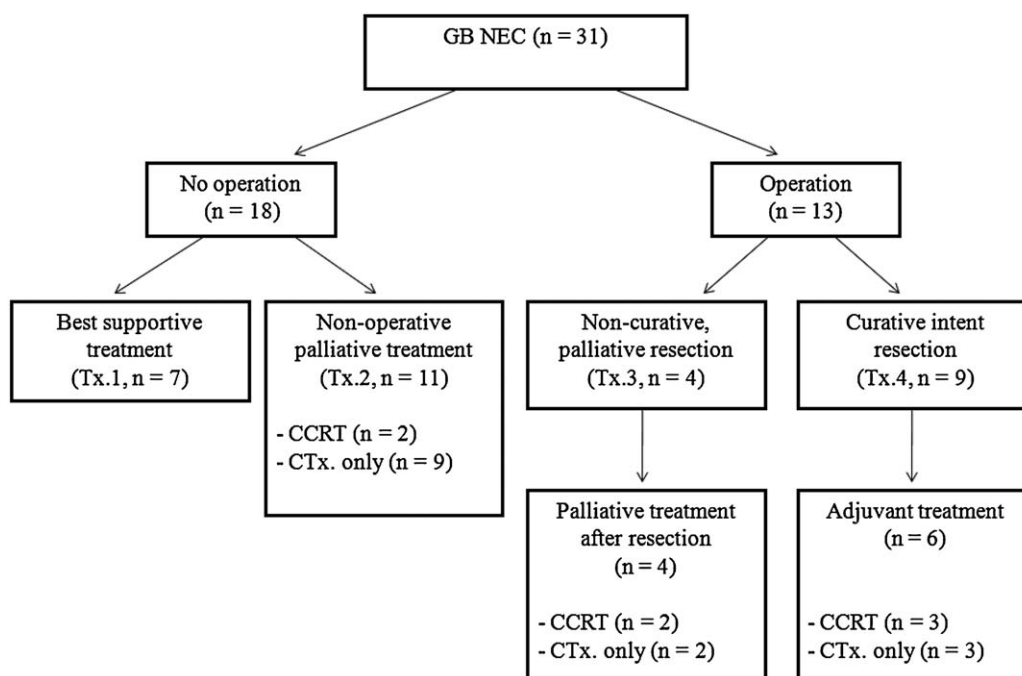 GB NEC (n = 31)
No operation
(n = 18)
Operation
(n = 13)
Best supportive
treatment
(Tx.1, n = 7)
Non-operative
palliative treatment
(Tx.2, n = 11)
- CCRT (n = 2)
- CTx. only (n = 9)
Non-curative,
palliative resection
(Tx.3, n = 4)
Curative intent
resection
(Tx.4, n = 9)
Palliative treatment
after resection
(n = 4)
- CCRT (n = 2)
- CTx. only (n = 2)
Adjuvant treatment
(n = 6)
- CCRT (n = 3)
- CTx. only (n = 3)